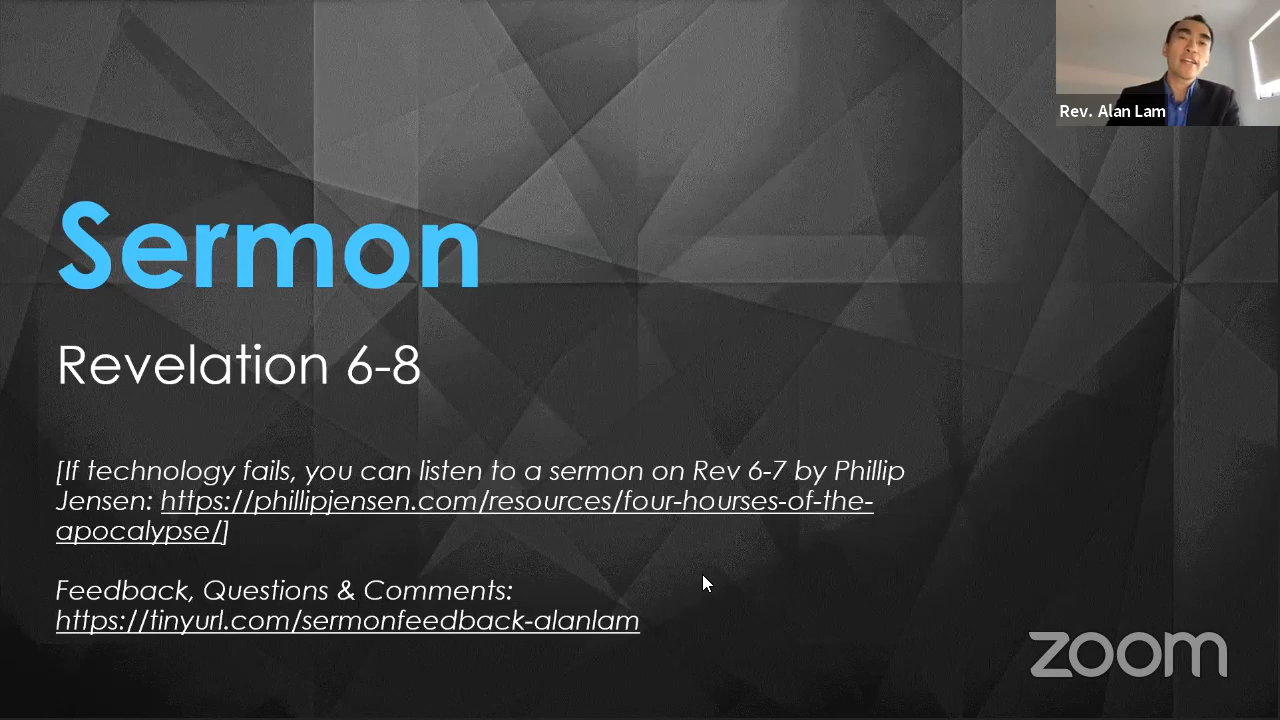 Rev. Alan Lam
Sermon
Revelation 6-8
[If technology fails, you can listen to a sermon on Rev 6-7 by Phillip
Jensen: https://phillipjensen.com/resources/four-hourses-of-the-
apocalypse/]
Feedback, Questions & Comments:
https://tinyurl.com/sermonfeedback-alanlam
zoom